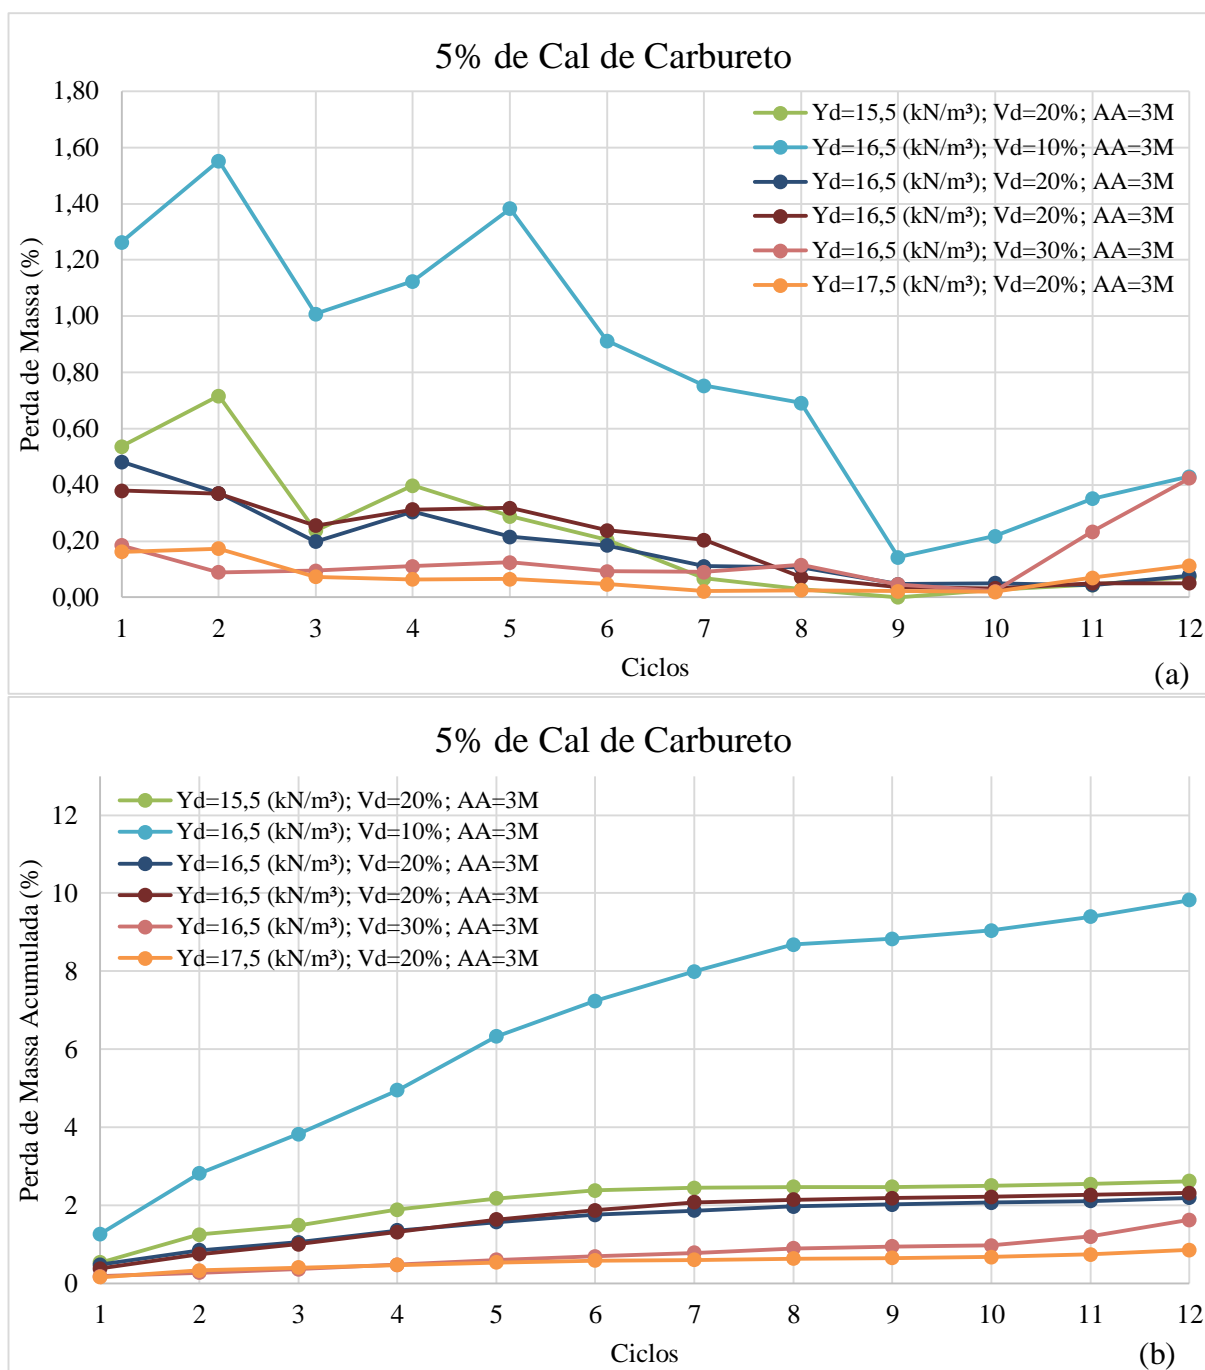 5% de Cal de Carbureto
1,80
1,60
1,40
1,20
1,00
0,80
0,60
0,40
0,20
0,00
Perda de Massa (%)
Yd=15,5 (kN/m³); Vd=20%; AA=3M
Yd=16,5 (kN/m³); Vd=10%; AA=3M
Yd=16,5 (kN/m³); Vd=20%; AA=3M
Yd=16,5 (kN/m³); Vd=20%; AA=3M
Yd=16,5 (kN/m³); Vd=30%; AA=3M
Yd=17,5 (kN/m³); Vd=20%; AA=3M
1 2 3 4 5 6 7 8 9 10 11 12
Ciclos
(a)
5% de Cal de Carbureto
12
10
8
6
4
2
0
Perda de Massa Acumulada (%)
Yd=15,5 (kN/m³); Vd=20%; AA=3M
Yd=16,5 (kN/m³); Vd=10%; AA=3M
Yd=16,5 (kN/m³); Vd=20%; AA=3M
Yd=16,5 (kN/m³); Vd=20%; AA=3M
Yd=16,5 (kN/m³); Vd=30%; AA=3M
Yd=17,5 (kN/m³); Vd=20%; AA=3M
1 2 3 4 5 6 7 8 9 10 11 12
Ciclos
(b)